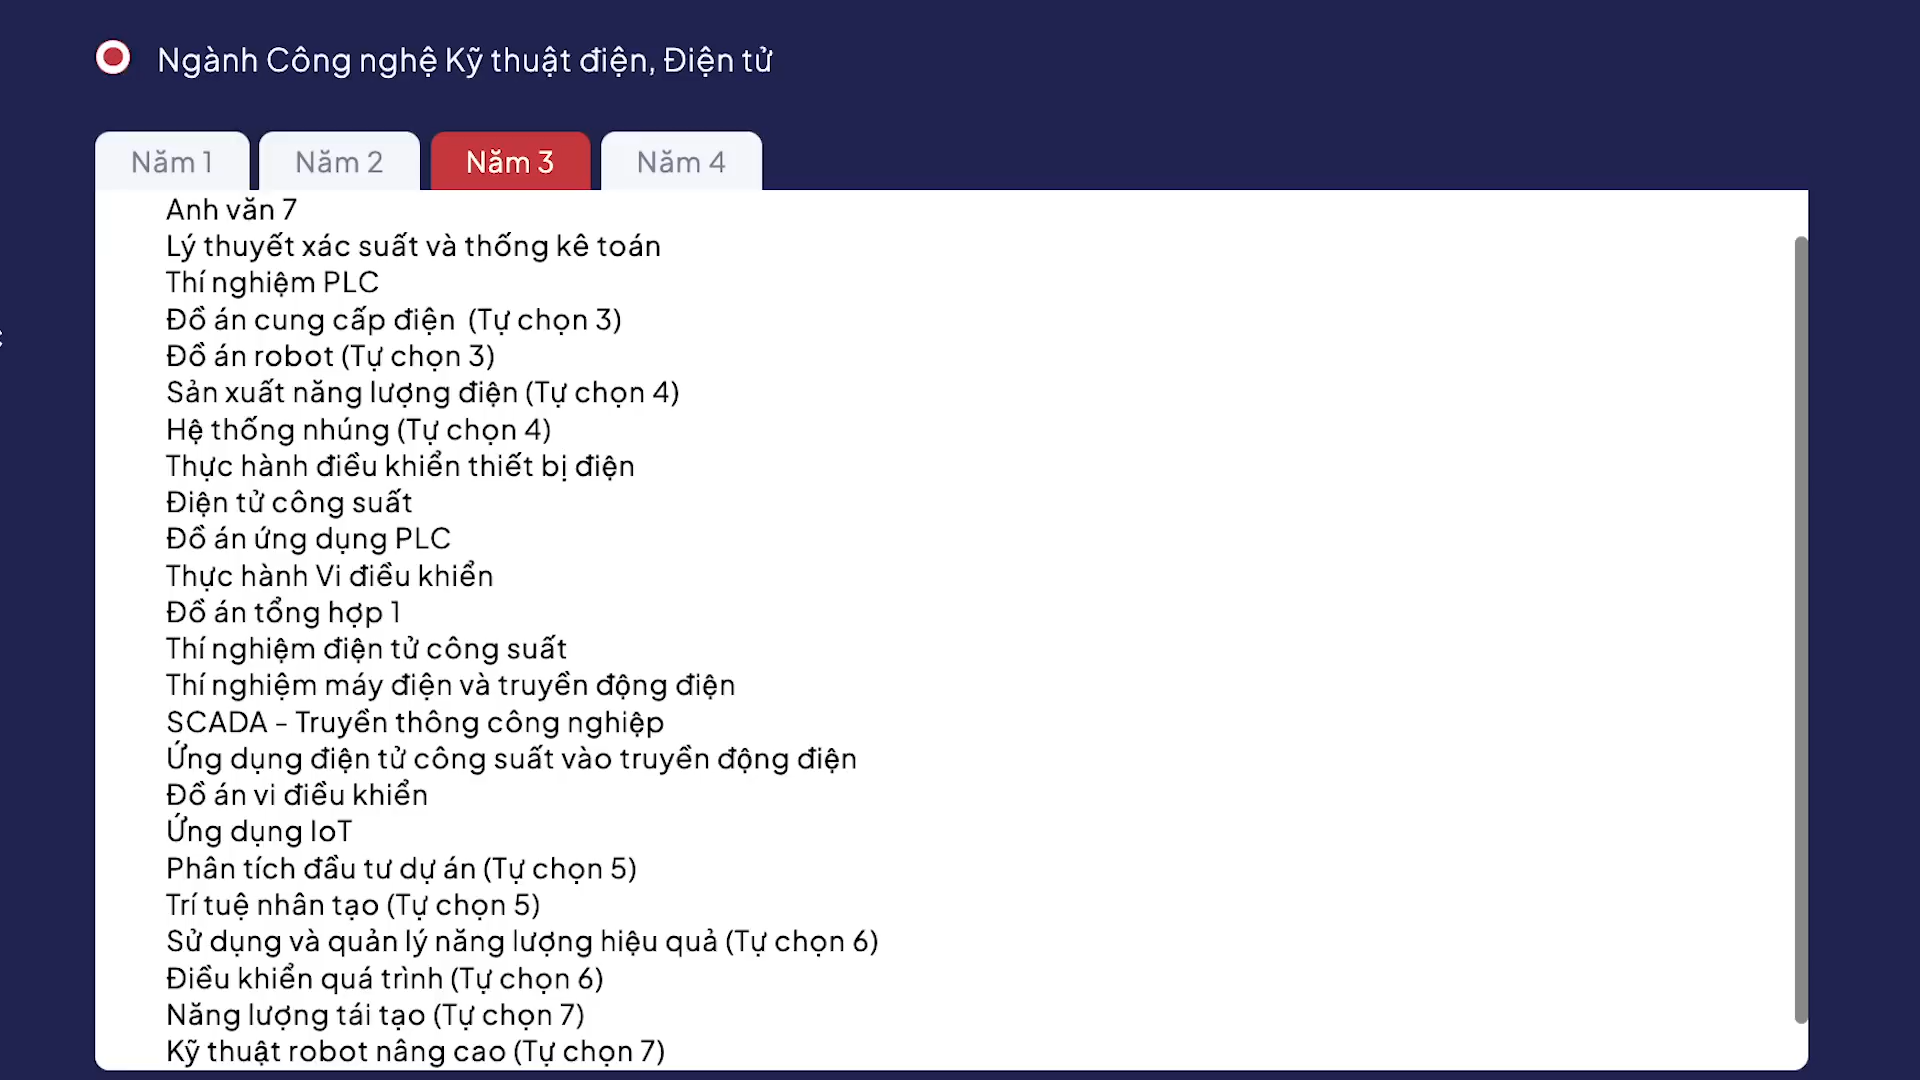 Ngành Công nghệ Kỹ thuật điện, Điện tử
Năm 1
Năm 2
Năm 3
Năm 4
Anh văn 7
Lý thuyết xác suất và thống kê toán
Thí nghiệm PLC
Đồ án cung cấp điện (Tự chọn 3)
Đồ án robot (Tự chọn 3)
Sản xuất năng lượng điện (Tự chọn 4)
Hệ thống nhúng (Tự chọn 4)
Thực hành điều khiển thiết bị điện
Điện tử công suất
Đồ án ứng dụng PLC
Thực hành Vi điều khiển
Đồ án tổng hợp 1
Thí nghiệm điện tử công suất
Thí nghiệm máy điện và truyền động điện
SCADA - Truyền thông công nghiệp
Ứng dụng điện tử công suất vào truyền động điện
Đồ án vi điều khiển
Ứng dụng IoT
Phân tích đầu tư dự án (Tự chọn 5)
Trí tuệ nhân tạo (Tự chọn 5)
Sử dụng và quản lý năng lượng hiệu quả (Tự chọn 6)
Điều khiển quá trình (Tự chọn 6)
Năng lượng tái tạo (Tự chọn 7)
Kỹ thuật robot nâng cao (Tự chọn 7)